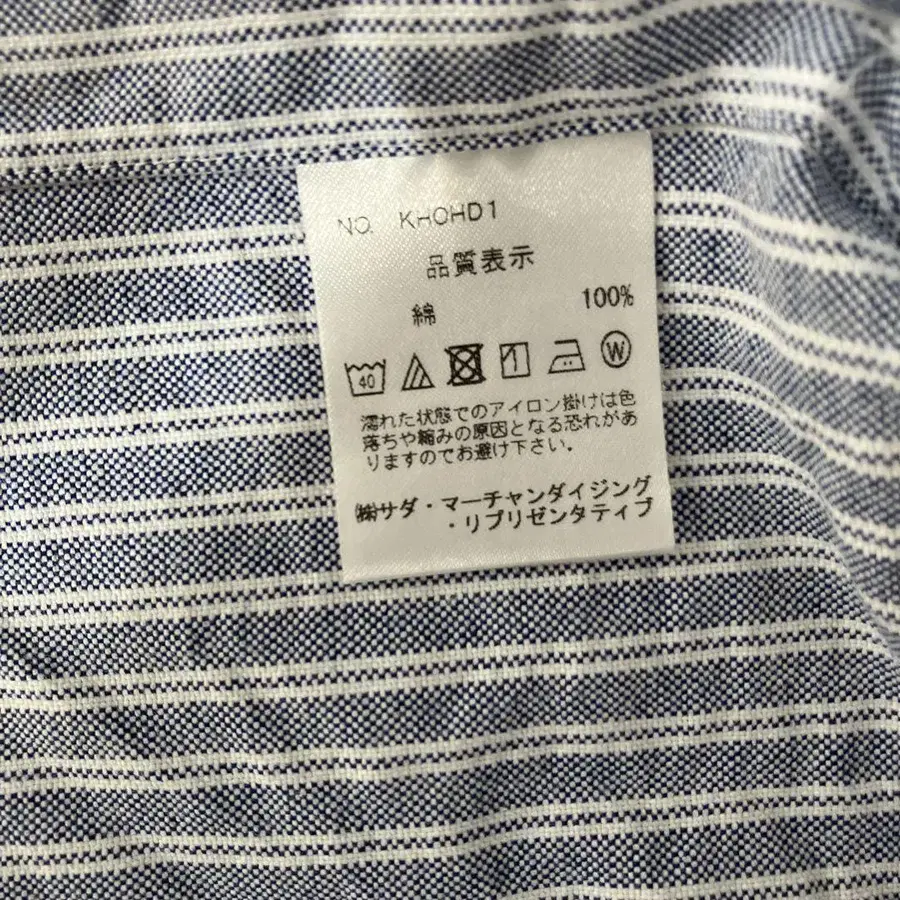 NO. KHOHD1
品質表示
綿 100%
40 1 W
濡れた状態でのアイロン掛けは色
落ちや縮みの原因となる恐れがあ
りますのでお避け下さい。
㈱サダ・マーチャンダイジング
・リプリゼンタティブ